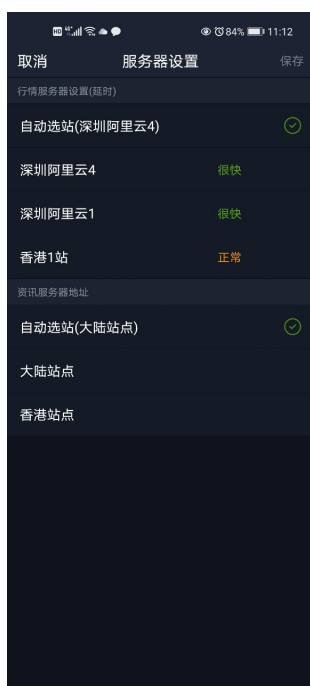 HD 4G 84% 11:12
取消 服务器设置 保存
行情服务器设置(延时)
自动选站(深圳阿里云4)
深圳阿里云4 很快
深圳阿里云1 很快
香港1站 正常
资讯服务器地址
自动选站(大陆站点)
大陆站点
香港站点